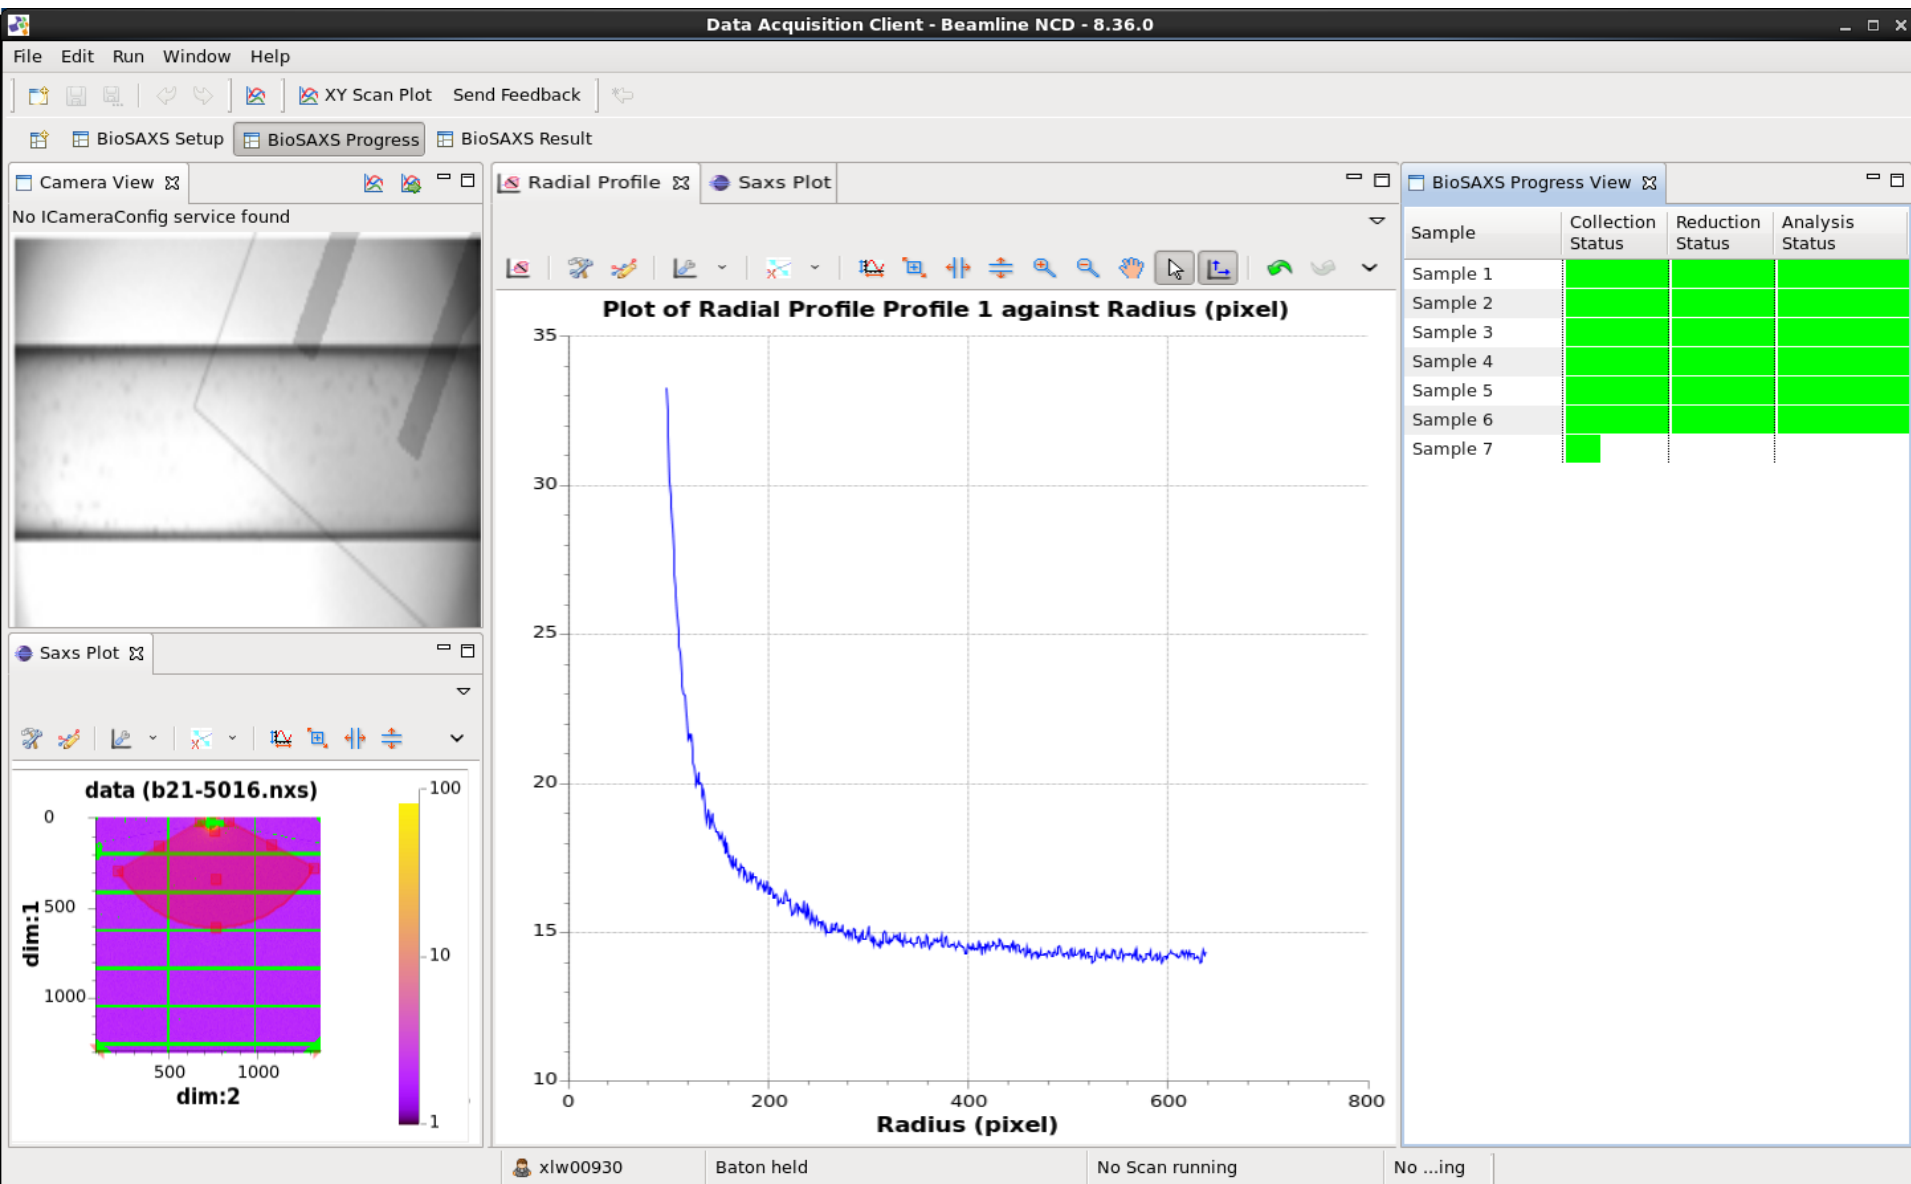 Data Acquisition Client - Beamline NCD - 8.36.0
File Edit Run Window Help
XY Scan Plot Send Feedback
BioSAXS Setup BioSAXS Progress BioSAXS Result
Camera View
No ICameraConfig service found
Saxs Plot
data (b21-5016.nxs)
0
500
1000
dim:1
500 1000
dim:2
100
10
1
Radial Profile Saxs Plot
Plot of Radial Profile Profile 1 against Radius (pixel)
35
30
25
20
15
10
0 200 400 600 800
Radius (pixel)
BioSAXS Progress View
Sample Collection Status Reduction Status Analysis Status
Sample 1
Sample 2
Sample 3
Sample 4
Sample 5
Sample 6
Sample 7
xlw00930 Baton held No Scan running No ...ing